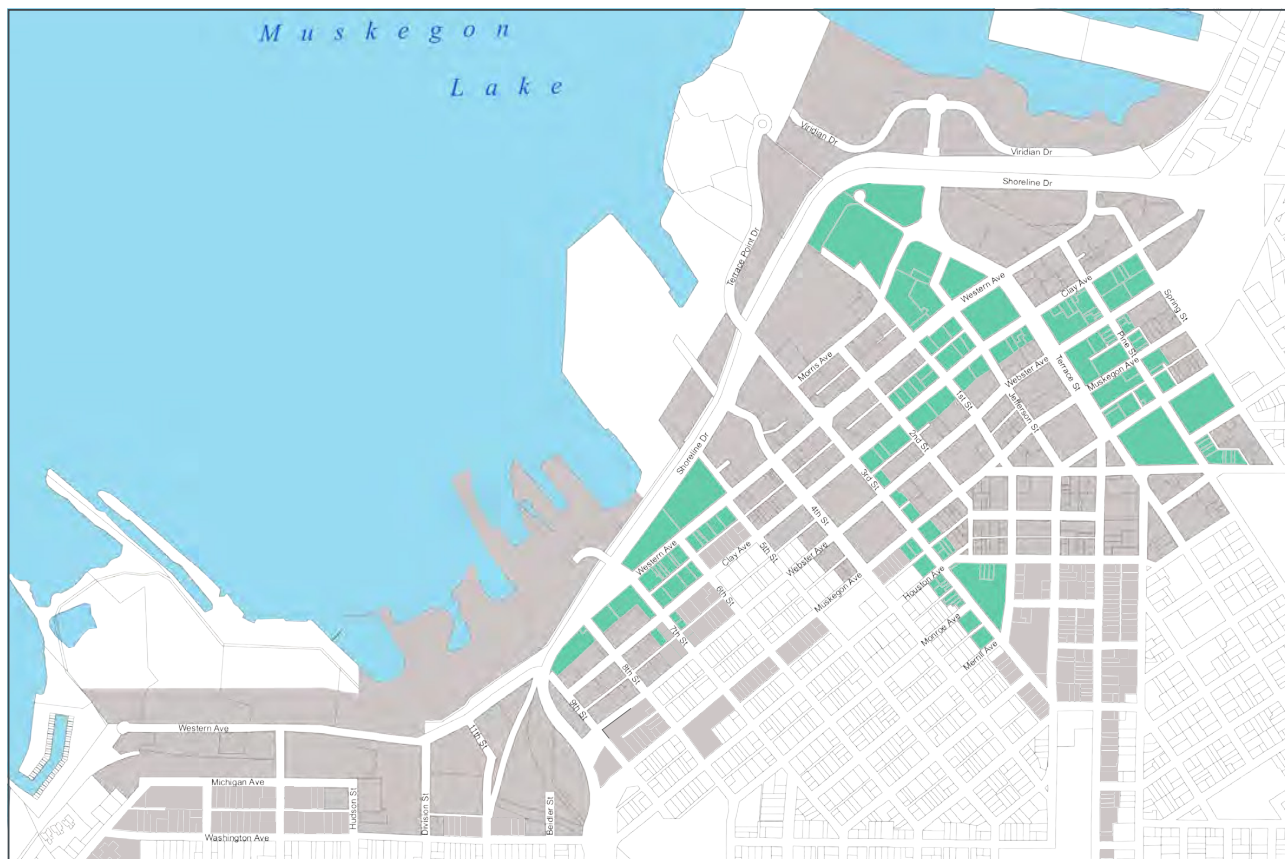 Muskegon
Lake
Viridian Dr
Viridian Dr
Shoreline Dr
Terrace Point Dr
Western Ave
Clay Ave
Spring St
Pine St
Morris Ave
Webster Ave
Terrace St
Muskegon Ave
1st St
Jefferson St
2nd St
Shoreline Dr
3rd St
4th St
Western Ave
Clay Ave
5th St
Webster Ave
Muskegon Ave
Houston Ave
6th St
7th St
Monroe Ave
Merrill Ave
8th St
9th St
Western Ave
11th St
Michigan Ave
Hudson St
Division St
Beidler St
Washington Ave